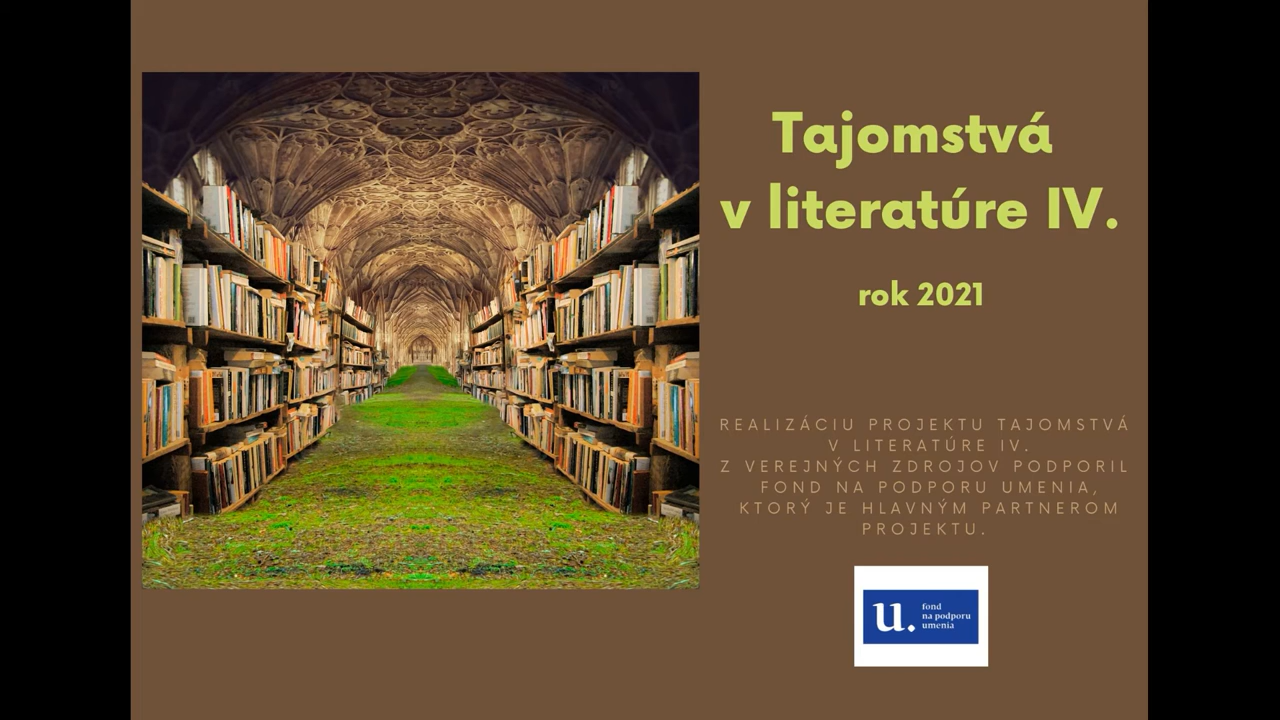 Tajomstvá
v literatúre IV.
rok 2021
REALIZÁCIU PROJEKTU TAJOMSTVÁ
V LITERATÚRE IV.
Z VEREJNÝCH ZDROJOV PODPORIL
FOND NA PODPORU UMENIA,
KTORÝ JE HLAVNÝM PARTNEROM
PROJEKTU.
u.
fond
na podporu
umenia